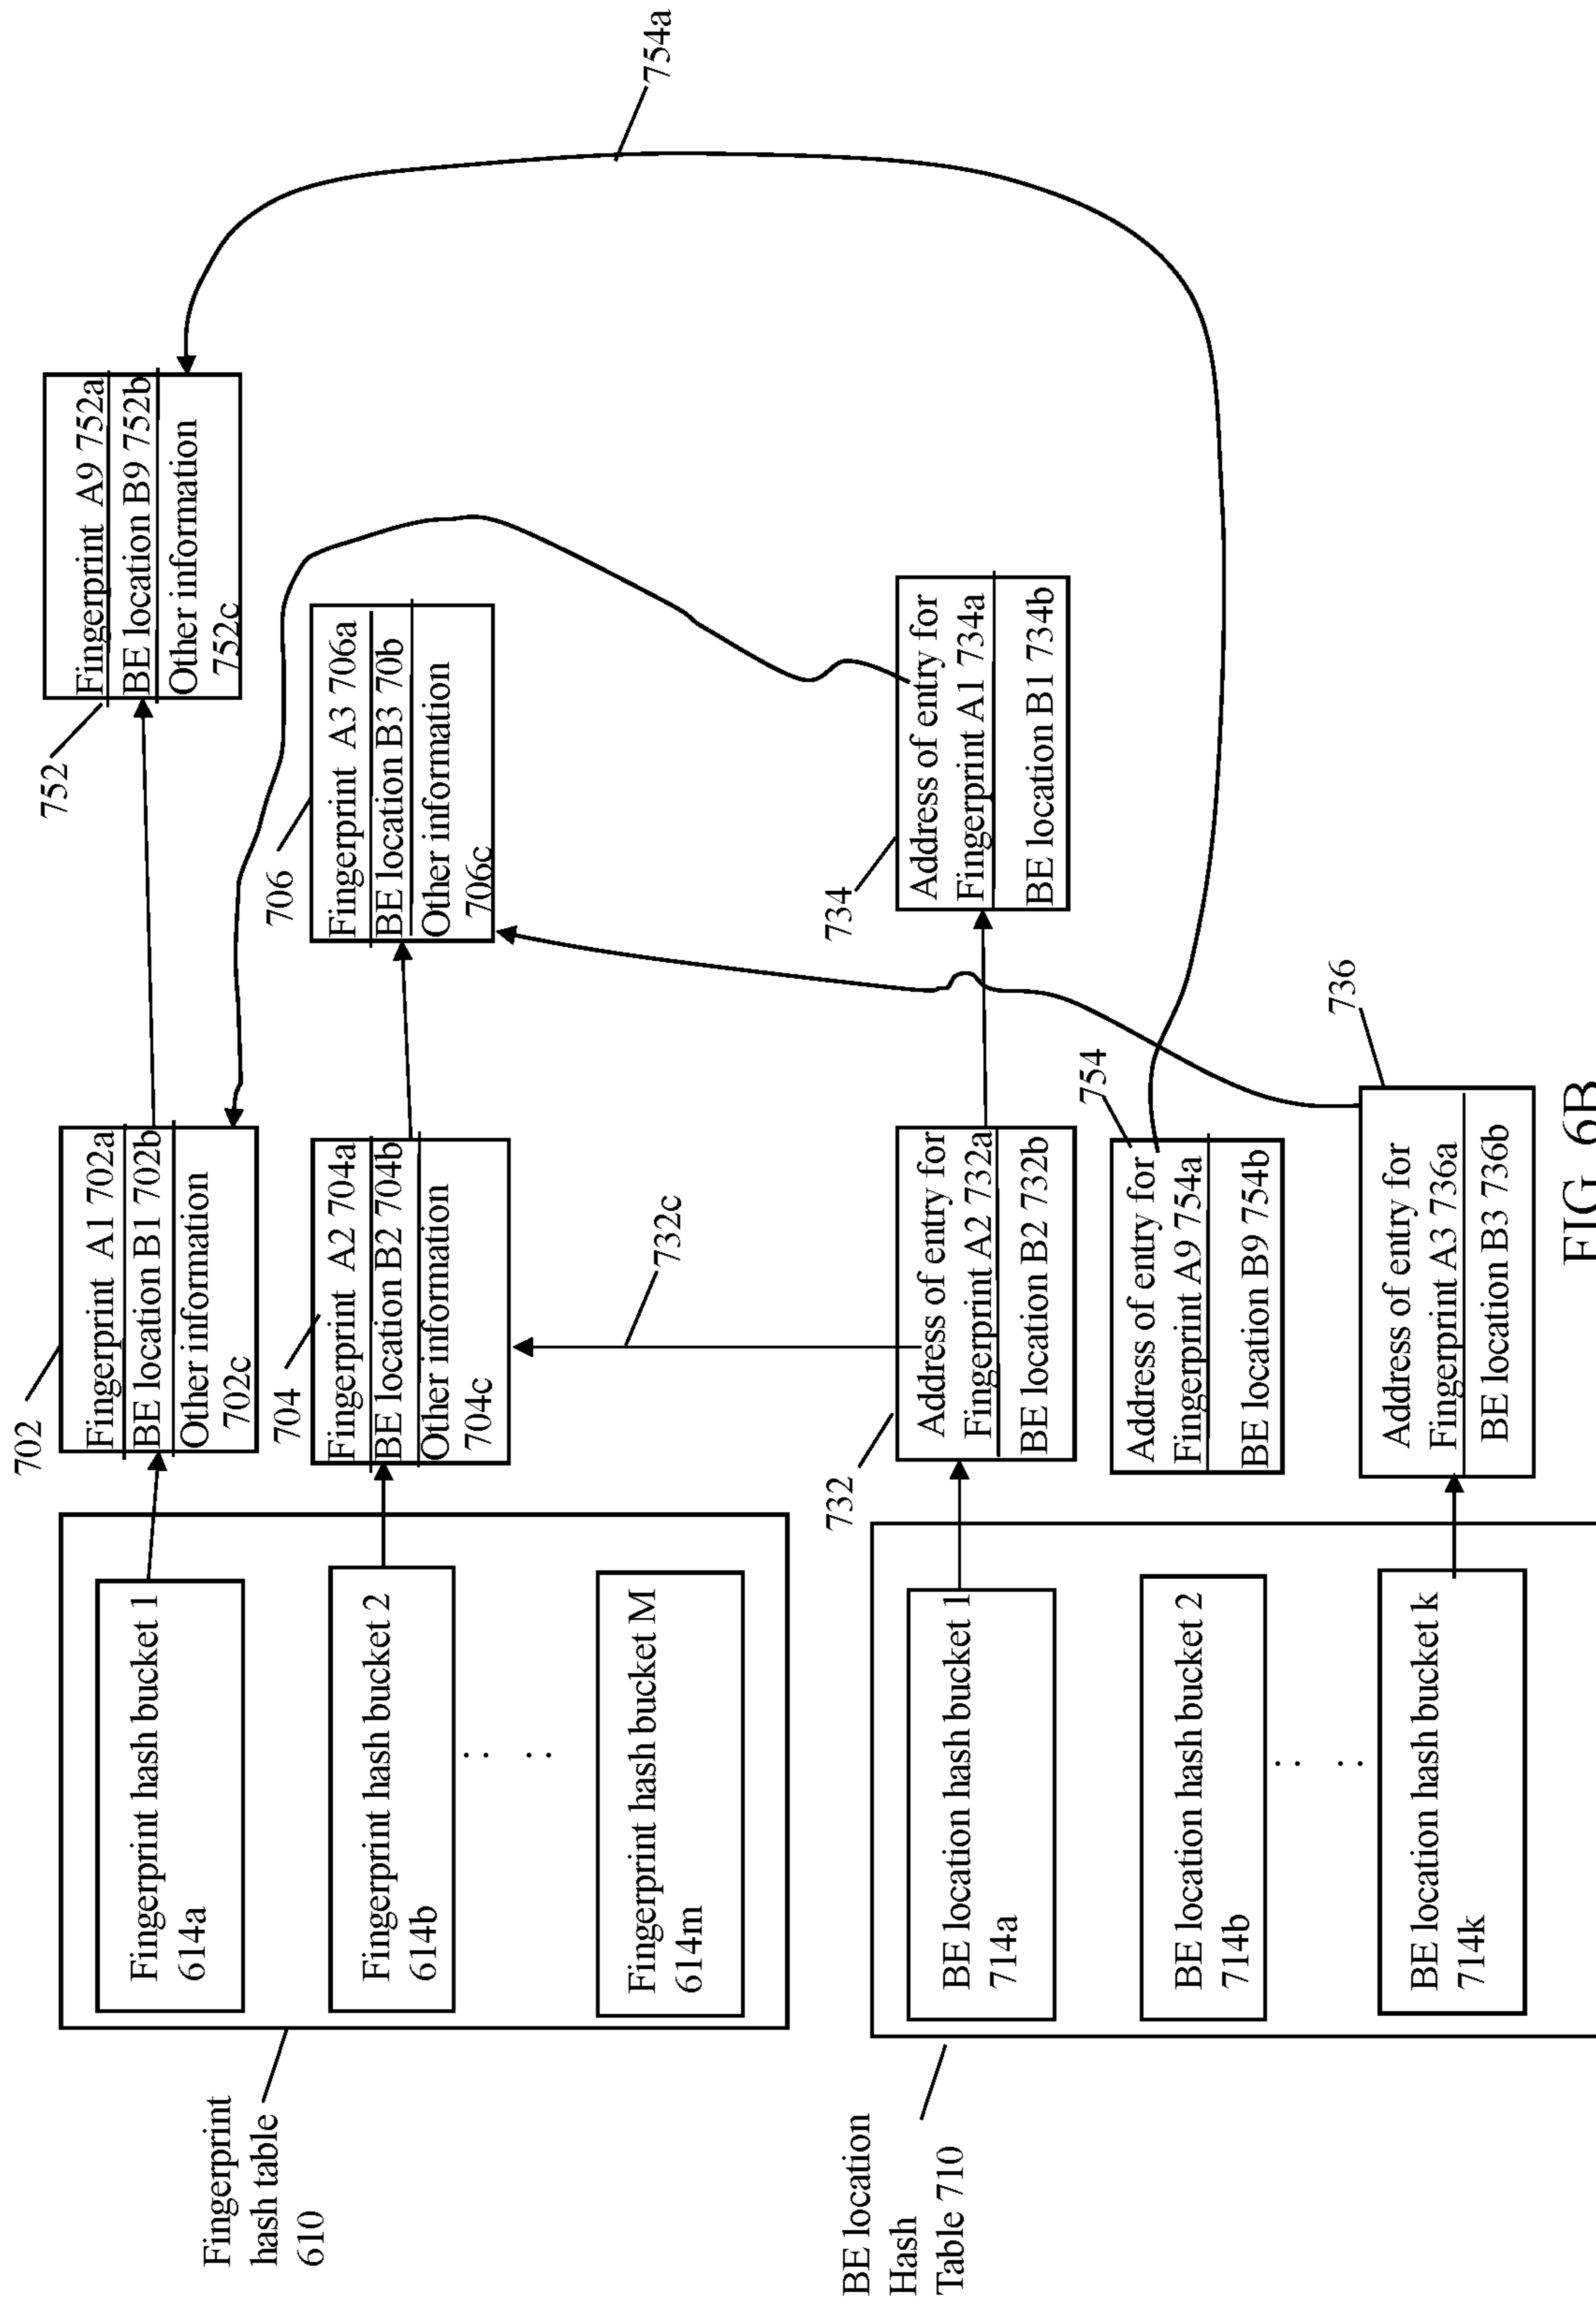 Fingerprint
hash table
610
Fingerprint hash bucket 1
614a
Fingerprint hash bucket 2
614b
: :
Fingerprint hash bucket M
614m
702
Fingerprint A1 702a
BE location B1 702b
Other information
702c
752
Fingerprint A9 752a
BE location B9 752b
Other information
752c
704
Fingerprint A2 704a
BE location B2 704b
Other information
704c
706
Fingerprint A3 706a
BE location B3 70b
Other information
706c
754a
732c
BE location
Hash
Table 710
BE location hash bucket 1
714a
BE location hash bucket 2
714b
: :
BE location hash bucket k
714k
732
Address of entry for
Fingerprint A2 732a
BE location B2 732b
734
Address of entry for
Fingerprint A1 734a
BE location B1 734b
754
Address of entry for
Fingerprint A9 754a
BE location B9 754b
736
Address of entry for
Fingerprint A3 736a
BE location B3 736b
FIG. 6B